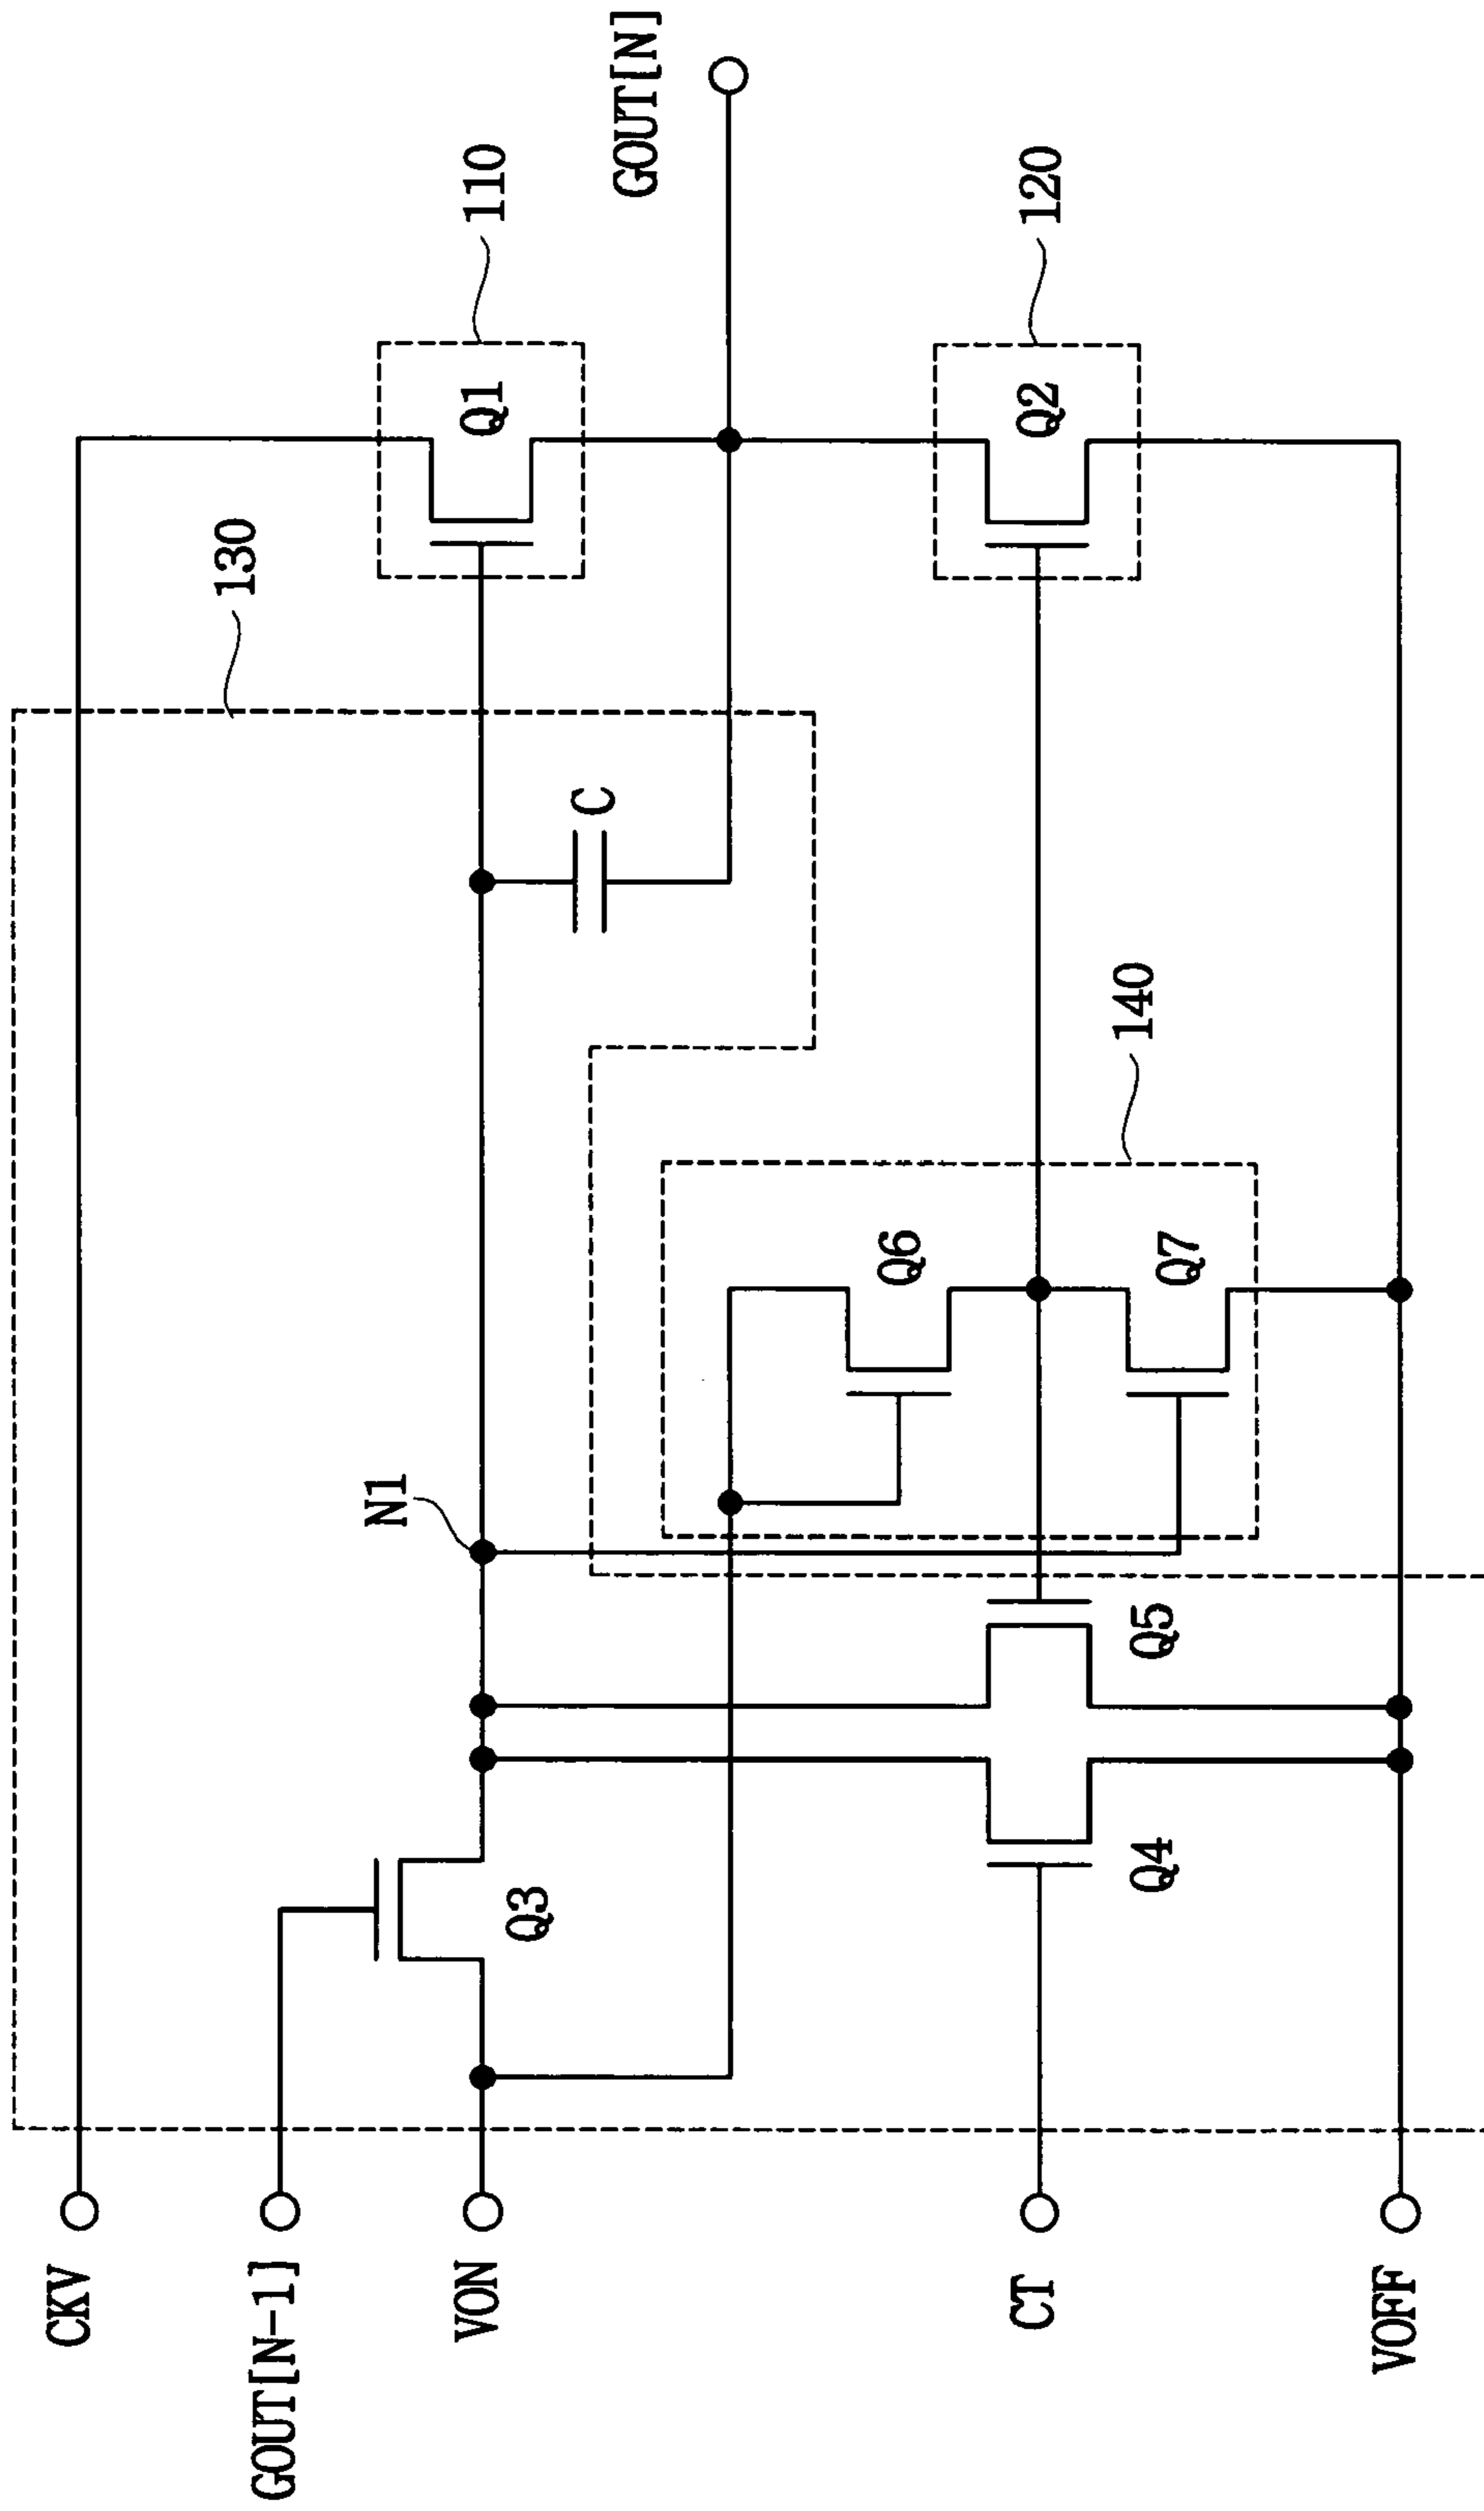 CKV
GOUT[N-1]
VON
CT
VOFF
130
110
120
140
GOUT[N]
N1
C
Q1
Q2
Q3
Q4
Q5
Q6
Q7